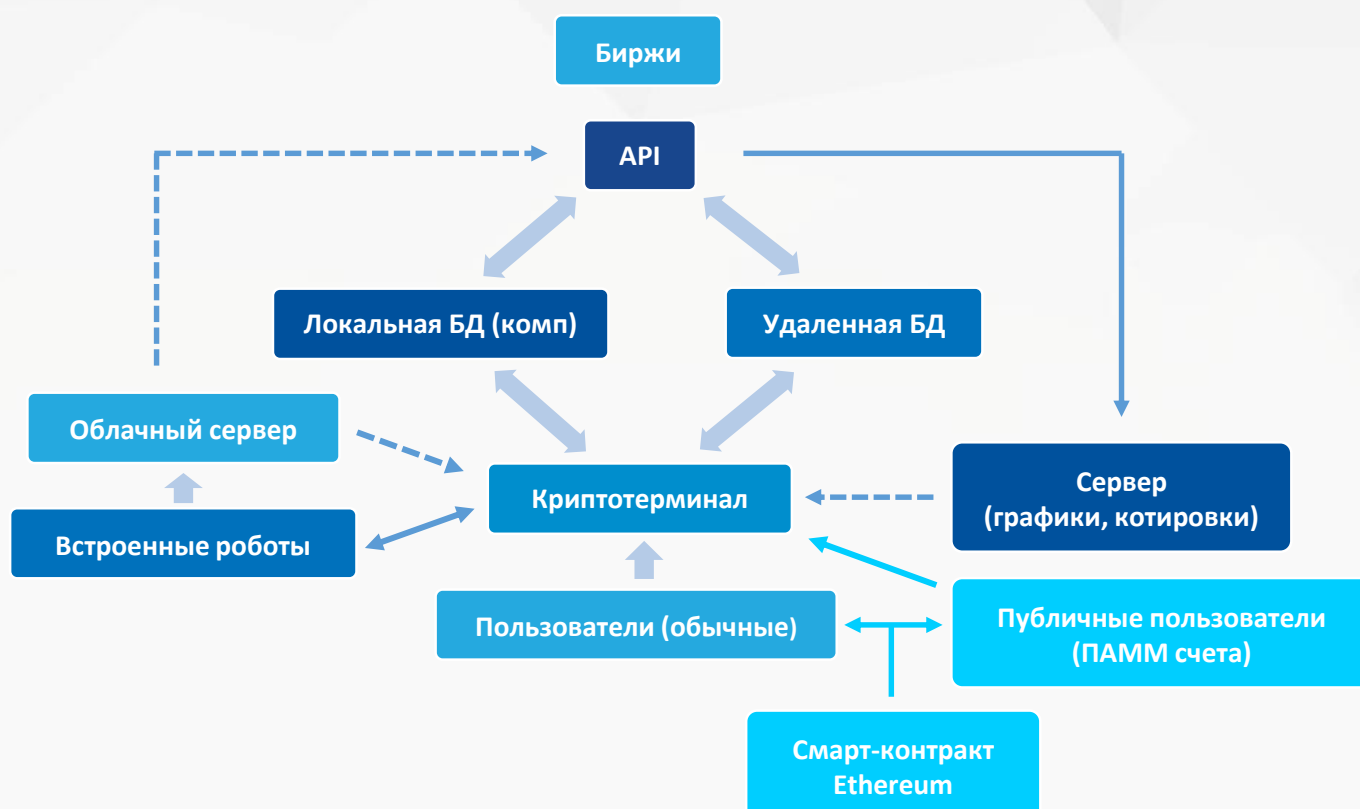 Биржи
API
Локальная БД (комп)
Удаленная БД
Облачный сервер
Криптотерминал
Сервер
(графики, котировки)
Встроенные роботы
Пользователи (обычные)
Публичные пользователи
(ПАММ счета)
Смарт-контракт
Ethereum